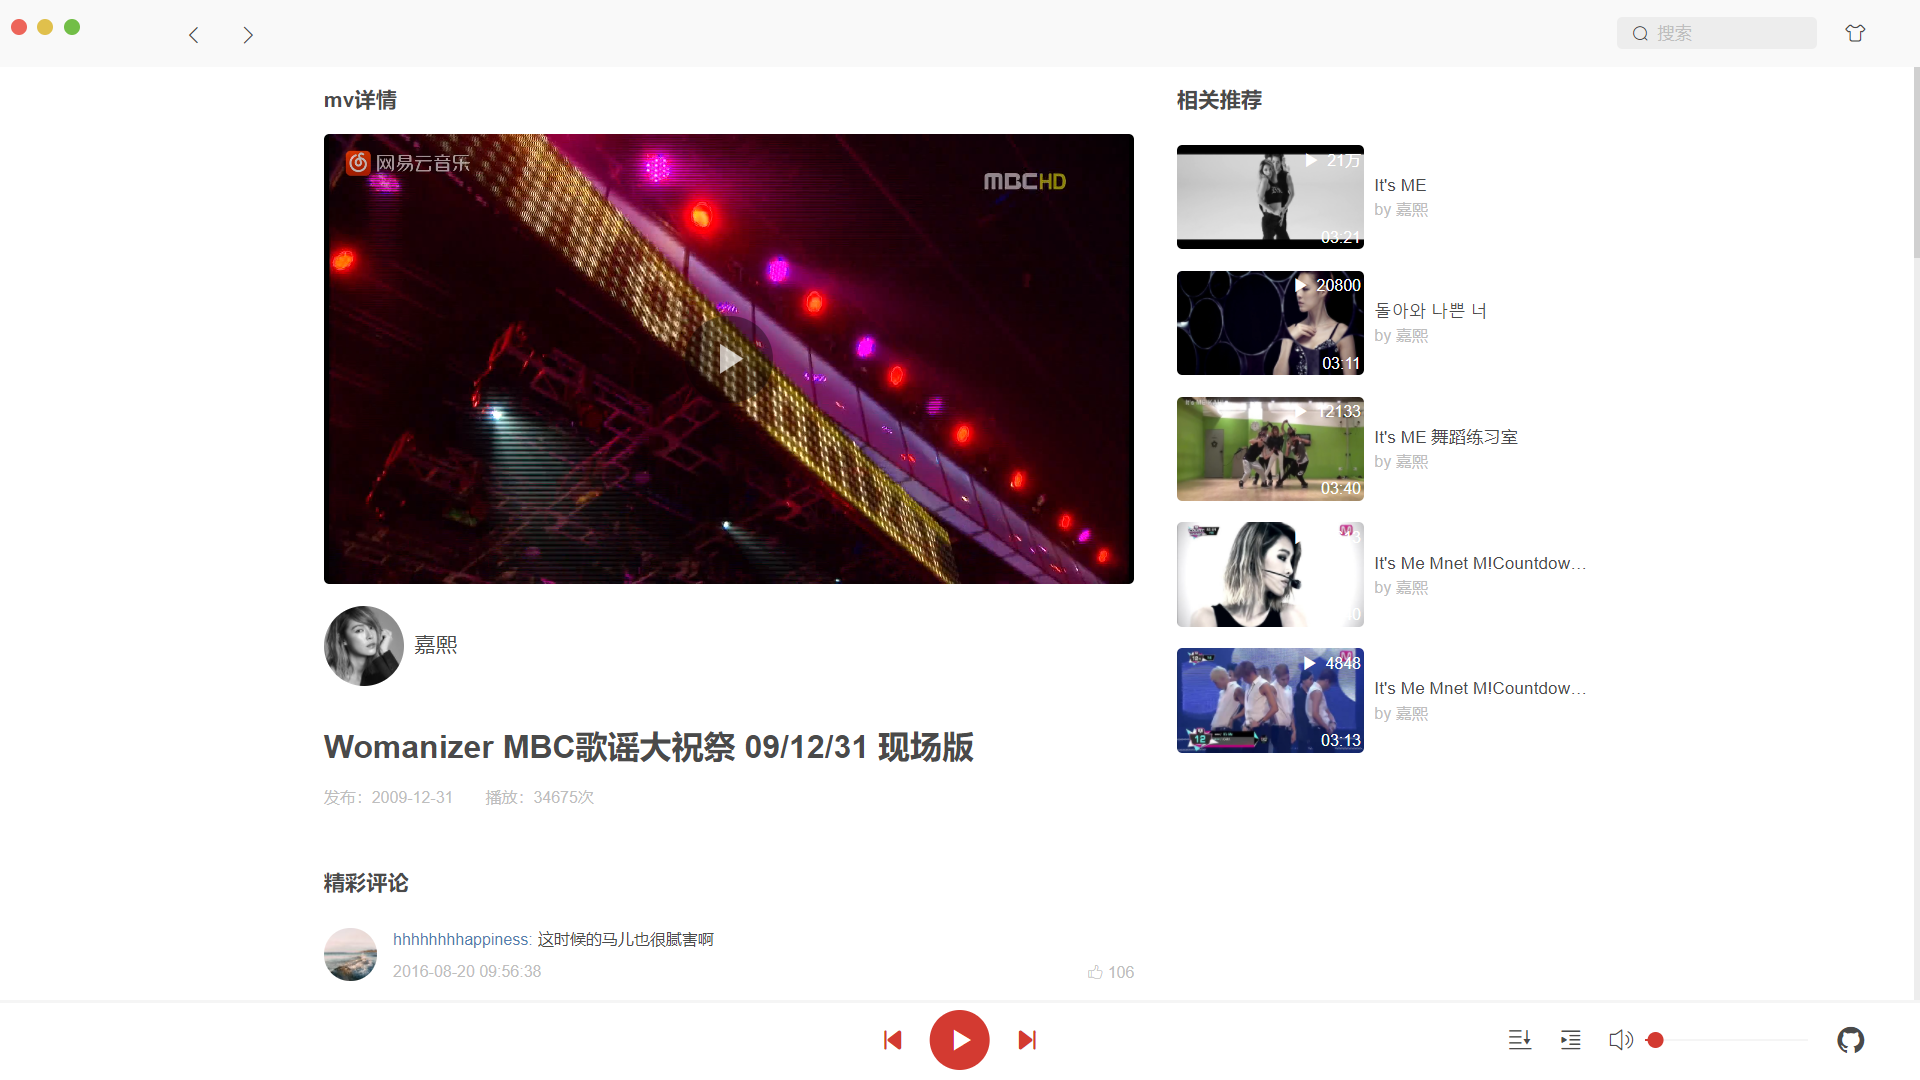 搜索
mv详情
网易云音乐
MBC HD
嘉熙
Womanizer MBC歌谣大祝祭 09/12/31 现场版
发布：2009-12-31 播放：34675次
精彩评论
hhhhhhhhappiness: 这时候的马儿也很腻害啊
2016-08-20 09:56:38
106
相关推荐
21万
03:21
It's ME
by 嘉熙
20800
03:11
돌아와 나쁜 너
by 嘉熙
12133
03:40
It's ME 舞蹈练习室
by 嘉熙
It's Me Mnet M!Countdow...
by 嘉熙
4848
03:13
It's Me Mnet M!Countdow...
by 嘉熙